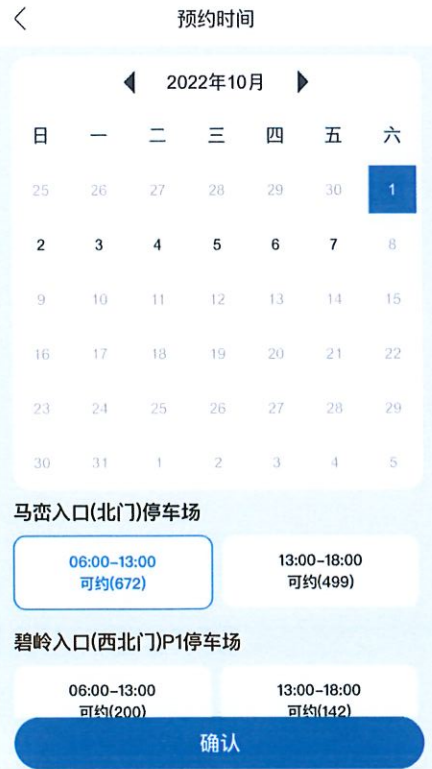 预约时间
2022年10月
日 一 二 三 四 五 六
25 26 27 28 29 30 1
2 3 4 5 6 7 8
9 10 11 12 13 14 15
16 17 18 19 20 21 22
23 24 25 26 27 28 29
30 31 1 2 3 4 5
马峦入口(北门)停车场
06:00-13:00 13:00-18:00
可约(672) 可约(499)
碧岭入口(西北门)P1停车场
06:00-13:00 13:00-18:00
可约(200) 可约(142)
确认